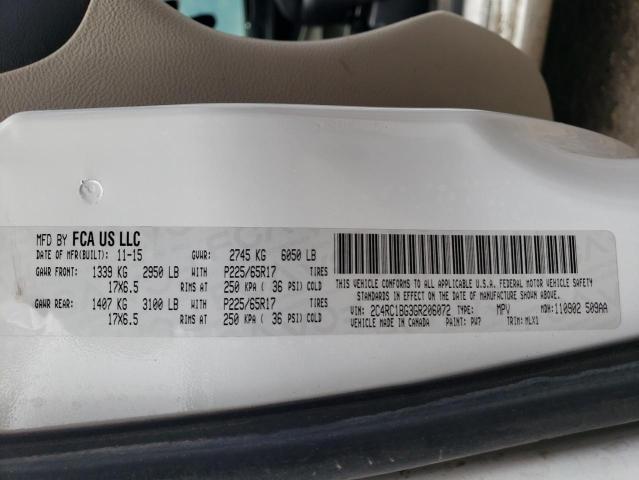 MFD BY FCA US LLC
DATE OF MFR(BUILT): 11-15 GVWR: 2745 KG 6050 LB
GAWR FRONT: 1339 KG 2950 LB WITH P225/65R17 TIRES
17X6.5 RIMS AT 250 KPA ( 36 PSI) COLD
GAWR REAR: 1407 KG 3100 LB WITH P225/65R17 TIRES
17X6.5 RIMS AT 250 KPA ( 36 PSI) COLD
THIS VEHICLE CONFORMS TO ALL APPLICABLE U.S.A. FEDERAL MOTOR VEHICLE SAFETY
STANDARDS IN EFFECT ON THE DATE OF MANUFACTURE SHOWN ABOVE.
VIN: 2C4RC1BG3GR206072 TYPE: MPV MDH: 110902 509AA
VEHICLE MADE IN CANADA PAINT: PW7 TRIM: MLX1